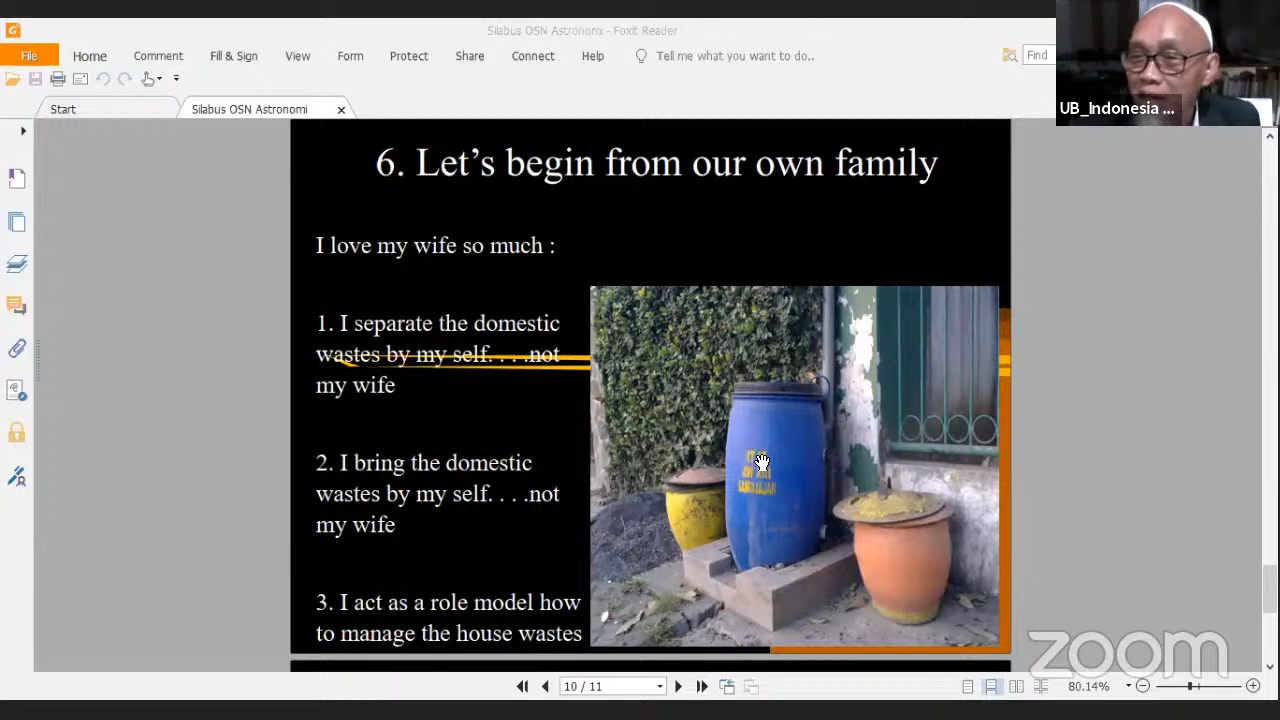 Silabus OSN Astronomi - Foxit Reader
File Home Comment Fill & Sign View Form Protect Share Connect Help Tell me what you want to do.. Find
Start Silabus OSN Astronomi x
UB_Indonesia ...
6. Let's begin from our own family
I love my wife so much :
1. I separate the domestic
wastes by my self. . . .not
my wife
2. I bring the domestic
wastes by my self. . . .not
my wife
3. I act as a role model how
to manage the house wastes
zoom
10 / 11
80.14%